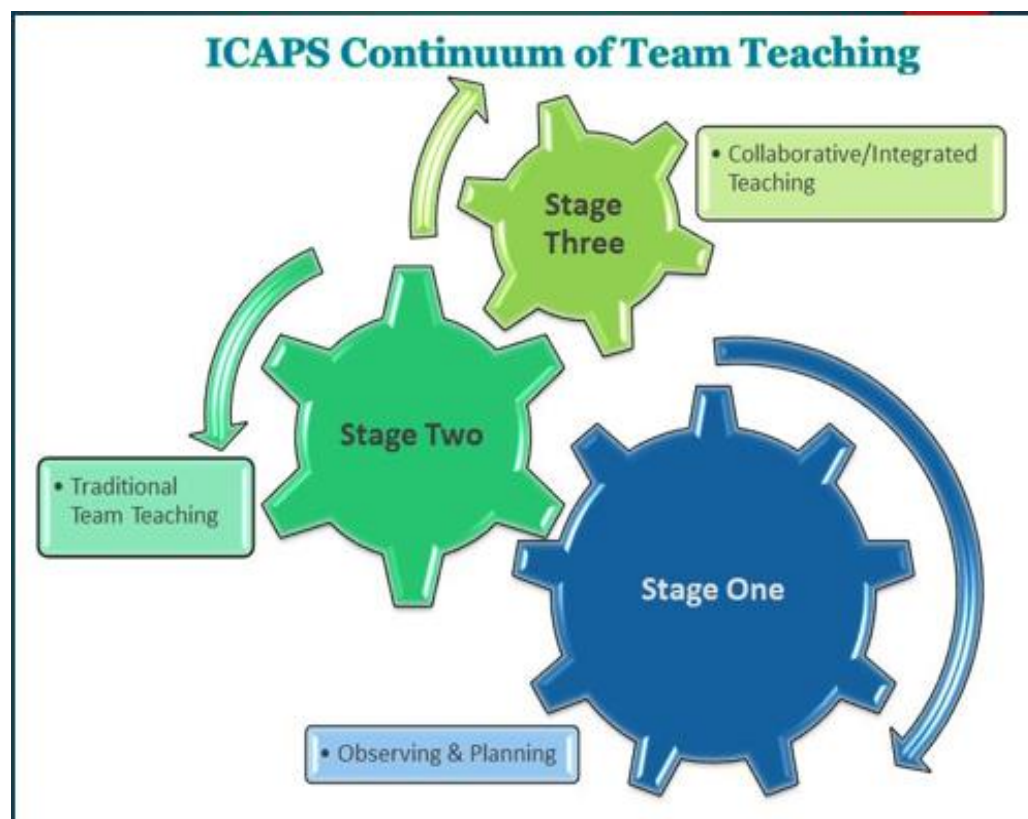 ICAPS Continuum of Team Teaching
Stage
Three
• Collaborative/Integrated
Teaching
Stage Two
• Traditional
Team Teaching
Stage One
• Observing & Planning